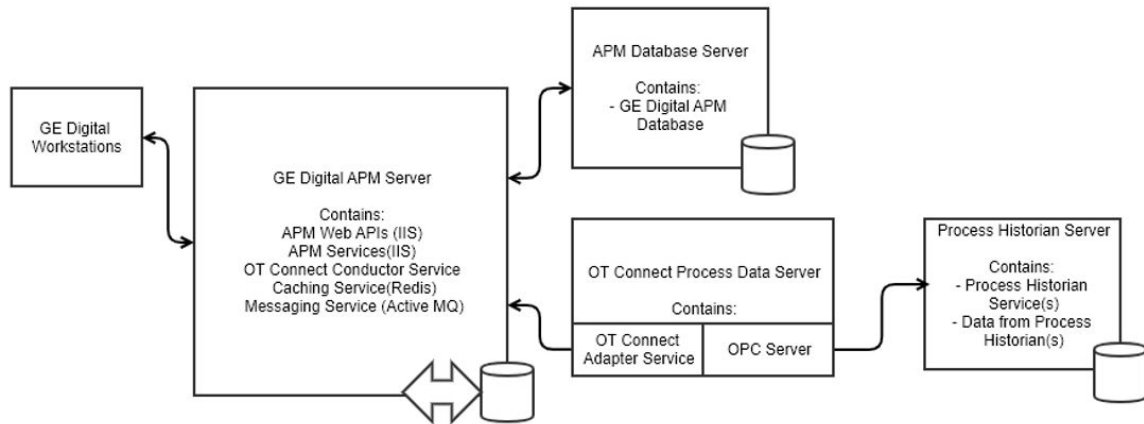 GE Digital
Workstations
GE Digital APM Server
Contains:
APM Web APIs (IIS)
APM Services(IIS)
OT Connect Conductor Service
Caching Service(Redis)
Messaging Service (Active MQ)
APM Database Server
Contains:
- GE Digital APM
Database
OT Connect Process Data Server
Contains:
OT Connect
Adapter Service
OPC Server
Process Historian Server
Contains:
- Process Historian
Service(s)
- Data from Process
Historian(s)